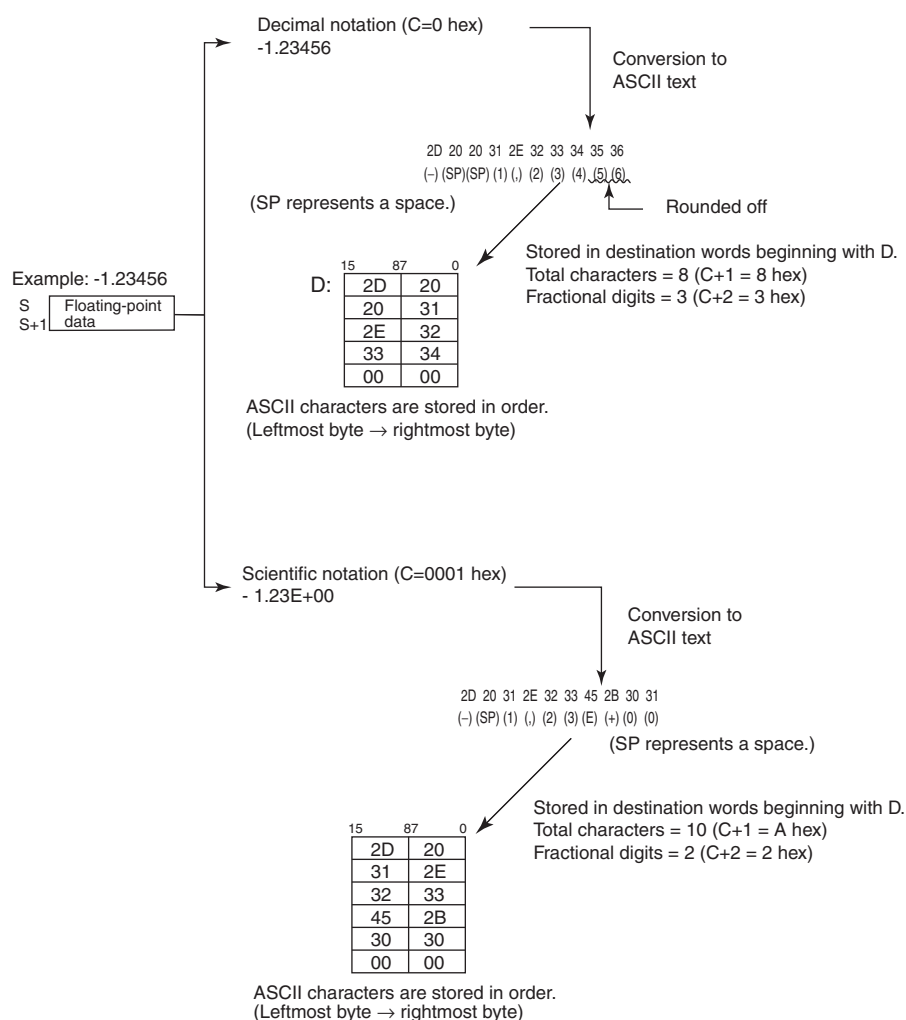 Decimal notation (C=0 hex)
-1.23456
Conversion to
ASCII text
2D 20 20 31 2E 32 33 34 35 36
(–) (SP)(SP) (1) (,) (2) (3) (4) (5) (6)
(SP represents a space.)
Rounded off
Stored in destination words beginning with D.
Total characters = 8 (C+1 = 8 hex)
Fractional digits = 3 (C+2 = 3 hex)
Example: -1.23456
S
S+1
Floating-point
data
15 87 0
D:
2D 20
20 31
2E 32
33 34
00 00
ASCII characters are stored in order.
(Leftmost byte → rightmost byte)
Scientific notation (C=0001 hex)
- 1.23E+00
Conversion to
ASCII text
2D 20 31 2E 32 33 45 2B 30 31
(–) (SP) (1) (,) (2) (3) (E) (+) (0) (0)
(SP represents a space.)
Stored in destination words beginning with D.
Total characters = 10 (C+1 = A hex)
Fractional digits = 2 (C+2 = 2 hex)
15 87 0
2D 20
31 2E
32 33
45 2B
30 30
00 00
ASCII characters are stored in order.
(Leftmost byte → rightmost byte)